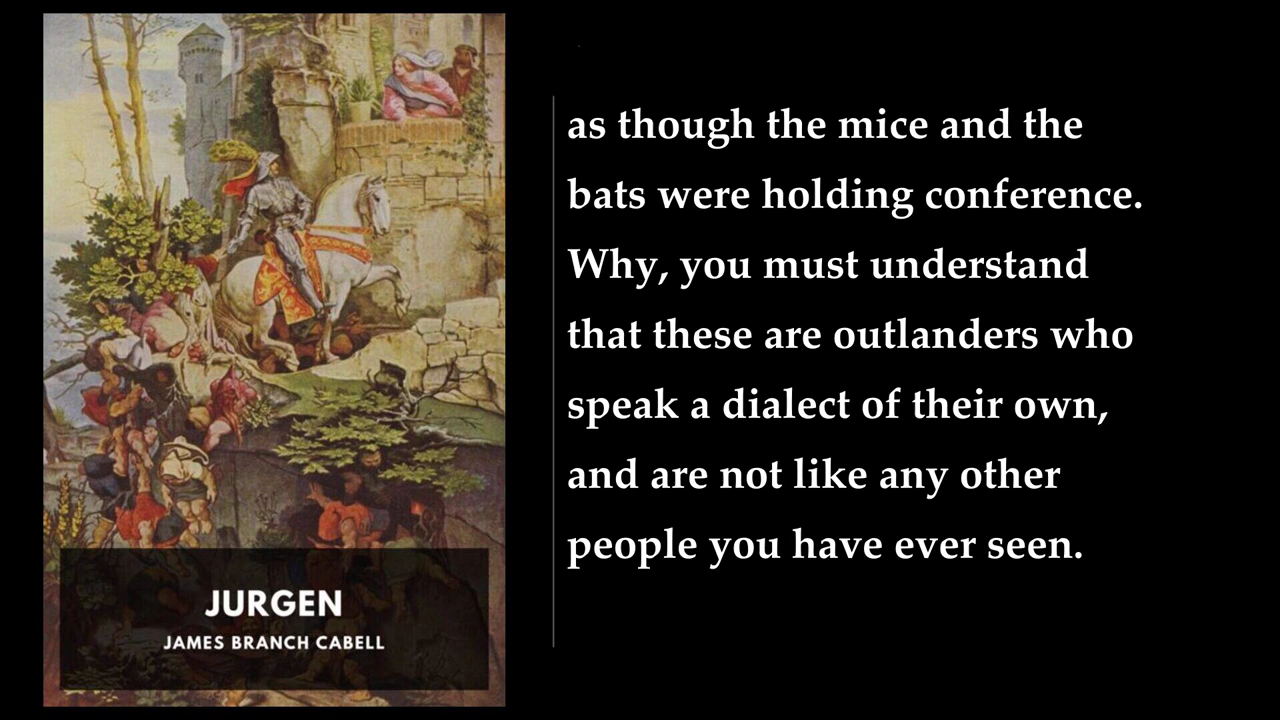 as though the mice and the
bats were holding conference.
Why, you must understand
that these are outlanders who
speak a dialect of their own,
and are not like any other
people you have ever seen.
JURGEN
JAMES BRANCH CABELL